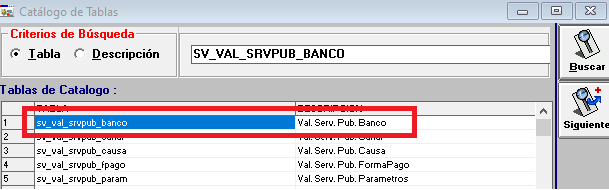 Catálogo de Tablas
Criterios de Búsqueda
Tabla Descripción
SV_VAL_SRVPUB_BANCO
Buscar
Tablas de Catalogo :
Siguiente
TABLA DESCRIPCION
1 sv_val_srvpub_banco Val. Serv. Pub. Banco
2 sv_val_srvpub_canal Val. Serv. Pub. Canal
3 sv_val_srvpub_causa Val. Serv. Pub. Causa
4 sv_val_srvpub_fpago Val. Serv. Pub. FormaPago
5 sv_val_srvpub_param Val. Serv. Pub. Parametros